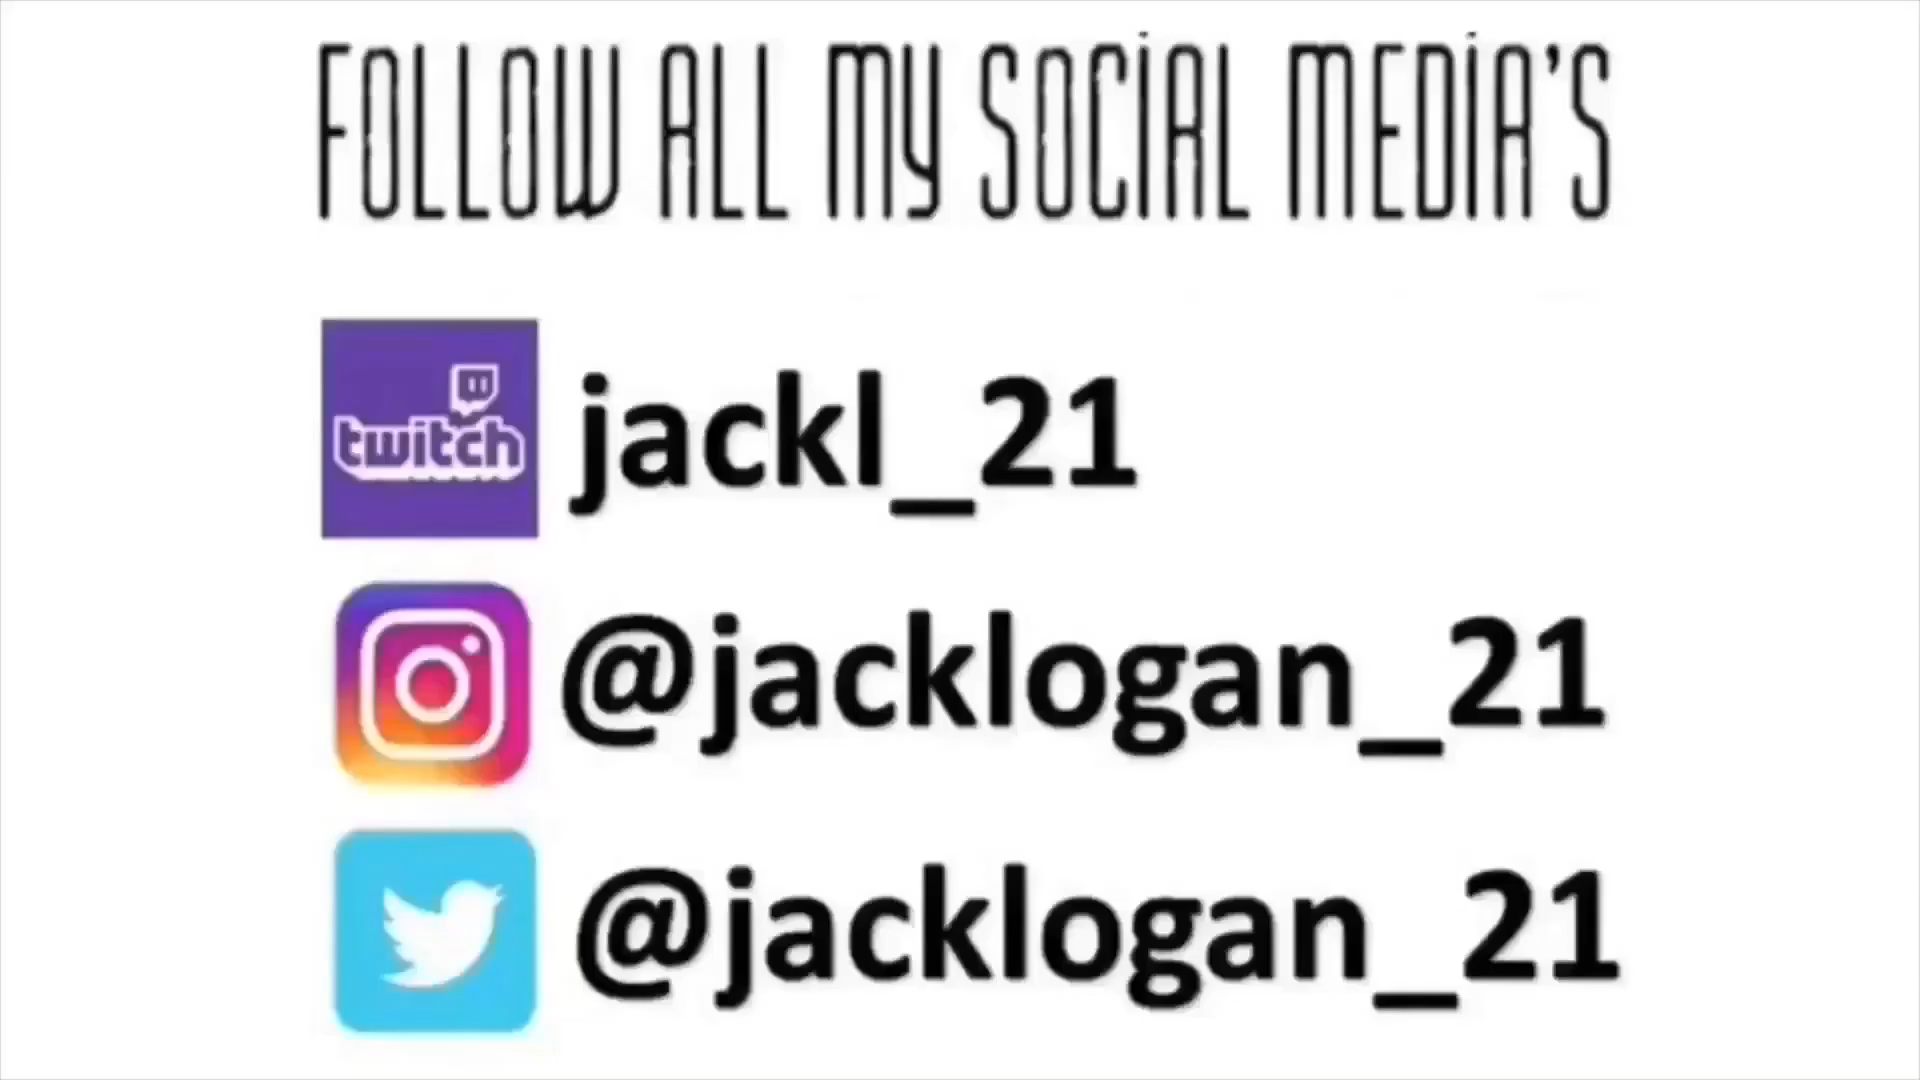 FOLLOW ALL MY SOCIAL MEDIA'S
twitch jackl_21
@jacklogan_21
@jacklogan_21